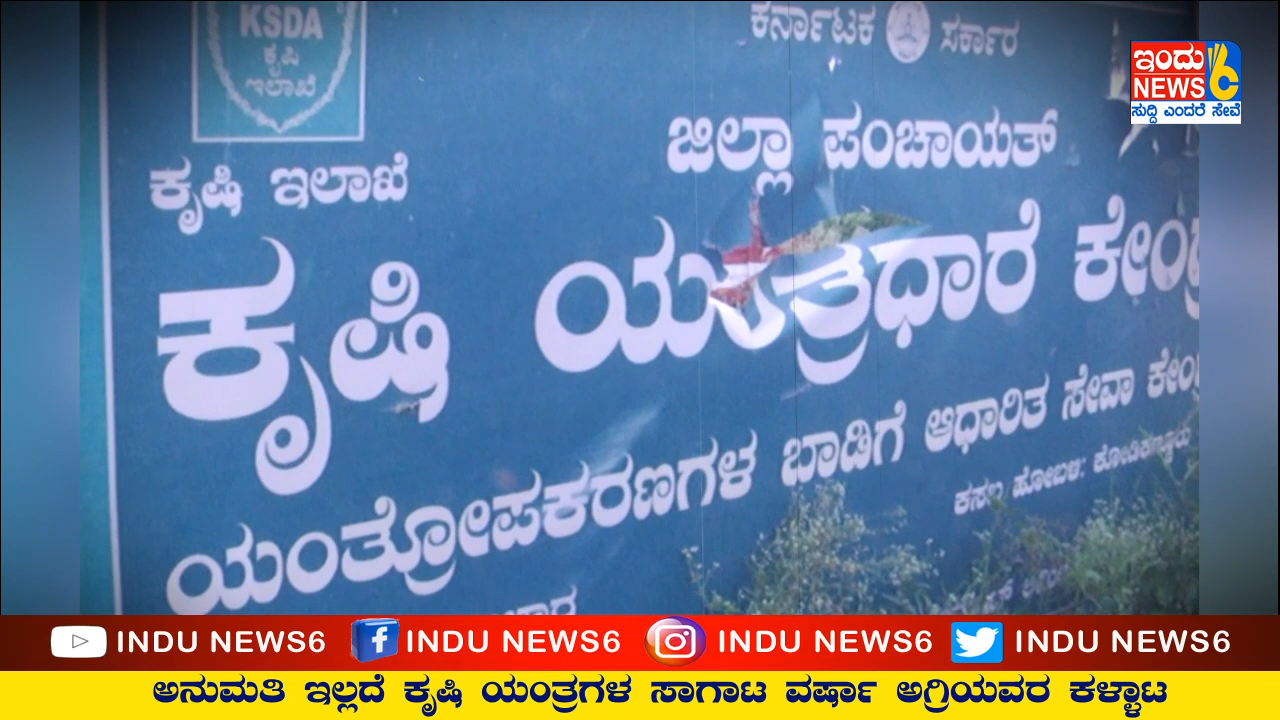 KSDA
ಕೃಷಿ
ಇಲಾಖೆ
ಕರ್ನಾಟಕ ಸರ್ಕಾರ
ಇಂದು
NEWS 6
ಸುದ್ದಿ ಎಂದರೆ ಸೇವೆ
ಜಿಲ್ಲಾ ಪಂಚಾಯತ್
ಕೃಷಿ ಇಲಾಖೆ
ಕೃಷಿ ಯಂತ್ರಧಾರೆ ಕೇಂದ್ರ
ಯಂತ್ರೋಪಕರಣಗಳ ಬಾಡಿಗೆ ಆಧಾರಿತ ಸೇವಾ ಕೇಂದ್ರ
ಕಸಬಾ ಹೋಬಳಿ:
INDU NEWS6 INDU NEWS6 INDU NEWS6 INDU NEWS6
ಅನುಮತಿ ಇಲ್ಲದೆ ಕೃಷಿ ಯಂತ್ರಗಳ ಸಾಗಾಟ ವರ್ಷಾ ಅಗ್ರಿಯವರ ಕಳ್ಳಾಟ